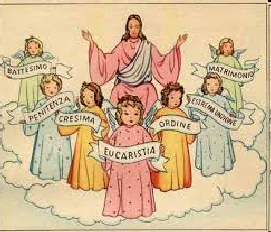 BATTESIMO
MATRIMONIO
PENITENZA
ESTREMA UNZIONE
CRESIMA
ORDINE
EUCARISTIA